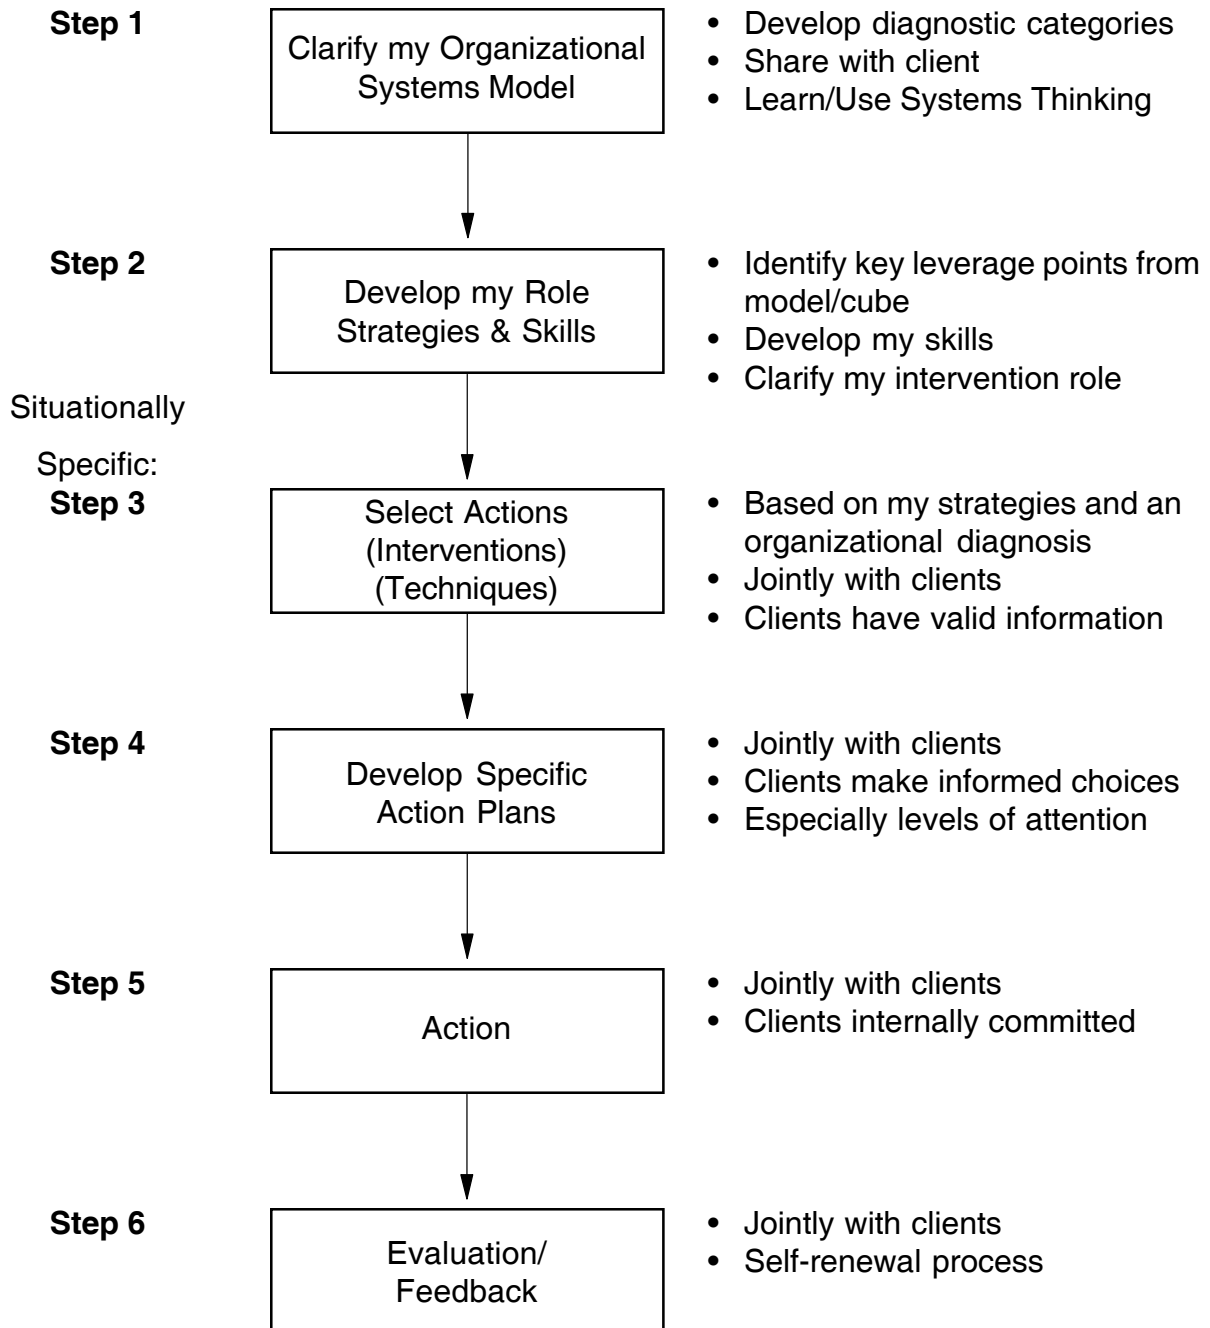 Step 1
Clarify my Organizational
Systems Model
• Develop diagnostic categories
• Share with client
• Learn/Use Systems Thinking
Step 2
Develop my Role
Strategies & Skills
• Identify key leverage points from
model/cube
• Develop my skills
• Clarify my intervention role
Situationally
Specific:
Step 3
Select Actions
(Interventions)
(Techniques)
• Based on my strategies and an
organizational diagnosis
• Jointly with clients
• Clients have valid information
Step 4
Develop Specific
Action Plans
• Jointly with clients
• Clients make informed choices
• Especially levels of attention
Step 5
Action
• Jointly with clients
• Clients internally committed
Step 6
Evaluation/
Feedback
• Jointly with clients
• Self-renewal process